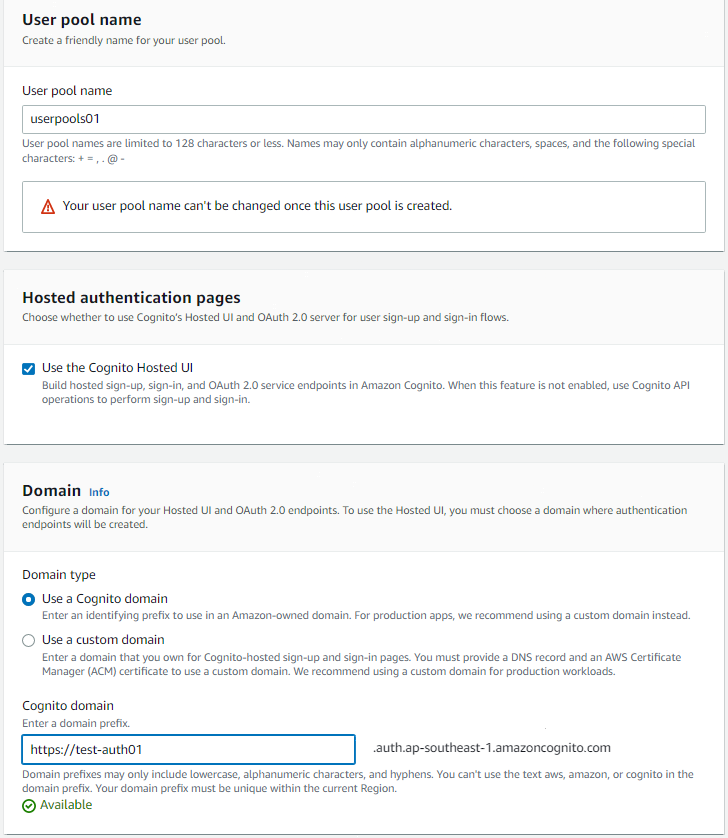 User pool name
Create a friendly name for your user pool.
User pool name
userpools01
User pool names are limited to 128 characters or less. Names may only contain alphanumeric characters, spaces, and the following special
characters: + = , . @ -
Your user pool name can't be changed once this user pool is created.
Hosted authentication pages
Choose whether to use Cognito's Hosted UI and OAuth 2.0 server for user sign-up and sign-in flows.
Use the Cognito Hosted UI
Build hosted sign-up, sign-in, and OAuth 2.0 service endpoints in Amazon Cognito. When this feature is not enabled, use Cognito API
operations to perform sign-up and sign-in.
Domain Info
Configure a domain for your Hosted UI and OAuth 2.0 endpoints. To use the Hosted UI, you must choose a domain where authentication
endpoints will be created.
Domain type
Use a Cognito domain
Enter an identifying prefix to use in an Amazon-owned domain. For production apps, we recommend using a custom domain instead.
Use a custom domain
Enter a domain that you own for Cognito-hosted sign-up and sign-in pages. You must provide a DNS record and an AWS Certificate
Manager (ACM) certificate to use a custom domain. We recommend using a custom domain for production workloads.
Cognito domain
Enter a domain prefix.
https://test-auth01 .auth.ap-southeast-1.amazoncognito.com
Domain prefixes may only include lowercase, alphanumeric characters, and hyphens. You can't use the text aws, amazon, or cognito in the
domain prefix. Your domain prefix must be unique within the current Region.
Available